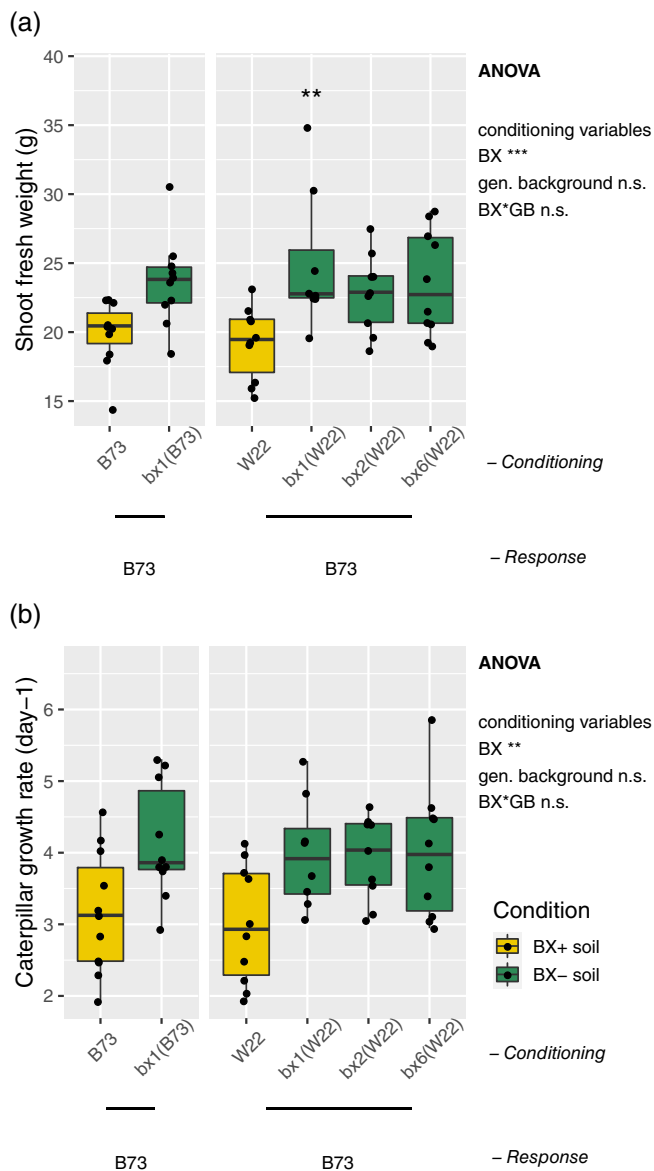 (a)
40
35
30
25
20
15
Shoot fresh weight (g)
**
ANOVA
conditioning variables
BX ***
gen. background n.s.
BX*GB n.s.
B73
bx1(B73)
W22
bx1(W22)
bx2(W22)
bx6(W22)
– Conditioning
B73
B73
– Response
(b)
6
5
4
3
2
Caterpillar growth rate (day−1)
ANOVA
conditioning variables
BX **
gen. background n.s.
BX*GB n.s.
Condition
BX+ soil
BX− soil
B73
bx1(B73)
W22
bx1(W22)
bx2(W22)
bx6(W22)
– Conditioning
B73
B73
– Response